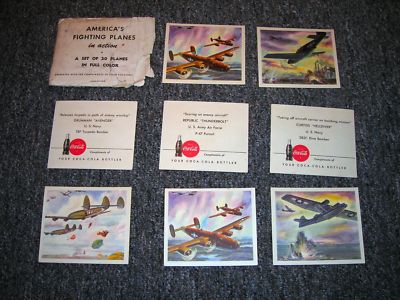 AMERICA'S
FIGHTING PLANES
in action
A SET OF 20 PLANES
IN FULL COLOR
"Releases torpedo in path of enemy warship"
GRUMMAN "AVENGER"
U. S. Navy
TBF Torpedo Bomber
Coca-Cola
Compliments of
YOUR COCA-COLA BOTTLER
"Scoring on enemy aircraft"
REPUBLIC "THUNDERBOLT"
U. S. Army Air Force
P-47 Pursuit
Coca-Cola
Compliments of
YOUR COCA-COLA BOTTLER
"Taking off aircraft carrier on bombing mission"
CURTISS "HELLDIVER"
U. S. Navy
SB2C Dive Bomber
Coca-Cola
Compliments of
YOUR COCA-COLA BOTTLER